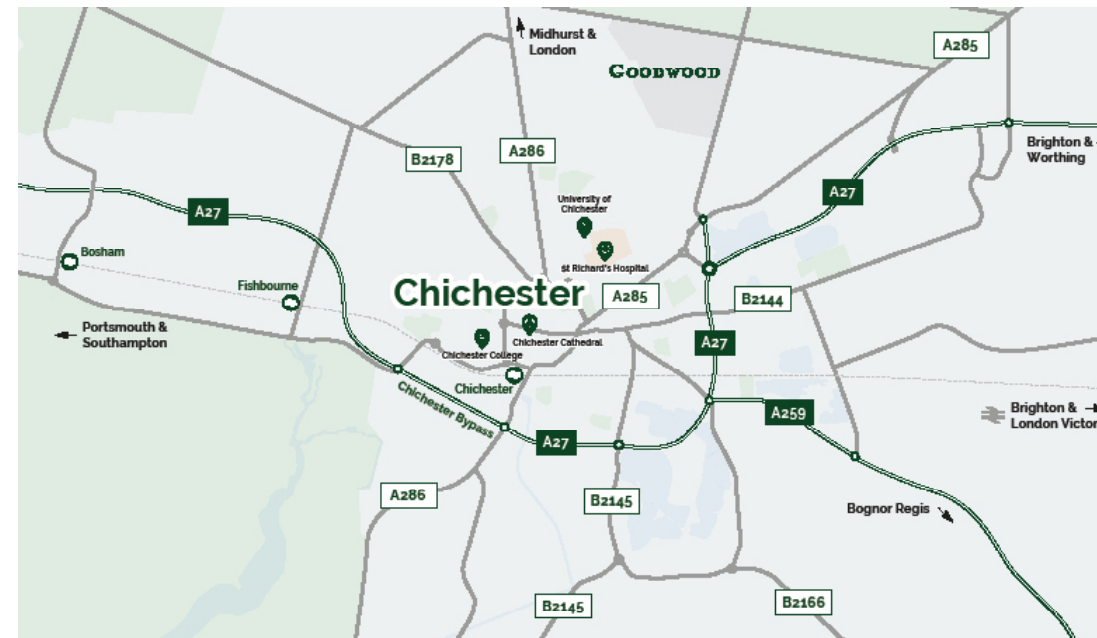 Midhurst &
London
A285
GOODWOOD
B2178
A286
Brighton &
Worthing
A27
University of
Chichester
A27
Bosham
St Richard's Hospital
Fishbourne
Chichester
A285
B2144
Portsmouth &
Southampton
Chichester Cathedral
A27
Chichester College
Chichester
Chichester Bypass
A259
Brighton &
London Victor
A27
A286
B2145
Bognor Regis
B2145
B2166